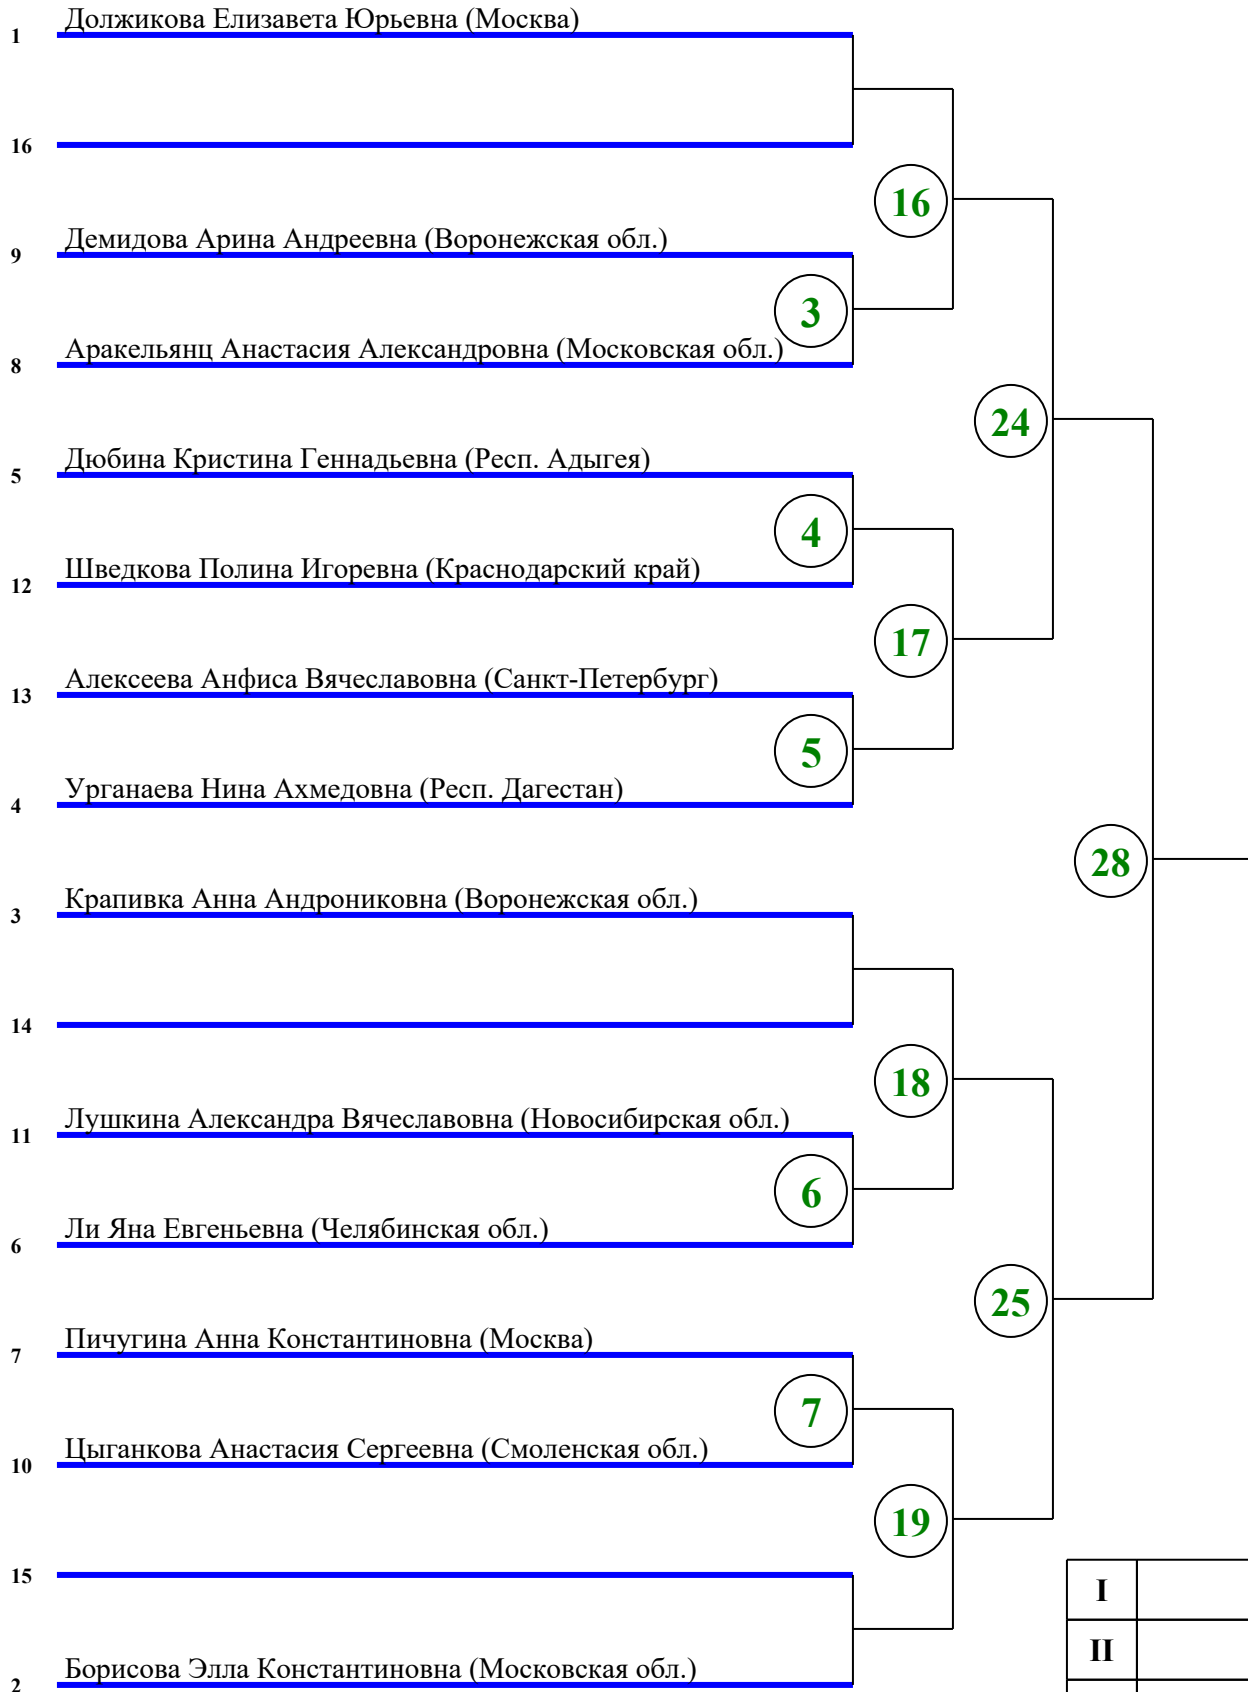 Должикова Елизавета Юрьевна (Москва)
1
16
16
Демидова Арина Андреевна (Воронежская обл.)
9
3
Аракельянц Анастасия Александровна (Московская обл.)
8
24
Дюбина Кристина Геннадьевна (Респ. Адыгея)
5
4
Шведкова Полина Игоревна (Краснодарский край)
12
17
Алексеева Анфиса Вячеславовна (Санкт-Петербург)
13
5
Урганаева Нина Ахмедовна (Респ. Дагестан)
4
28
Крапивка Анна Андрониковна (Воронежская обл.)
3
14
18
Лушкина Александра Вячеславовна (Новосибирская обл.)
11
6
Ли Яна Евгеньевна (Челябинская обл.)
6
25
Пичугина Анна Константиновна (Москва)
7
7
Цыганкова Анастасия Сергеевна (Смоленская обл.)
10
19
15
I
II
Борисова Элла Константиновна (Московская обл.)
2